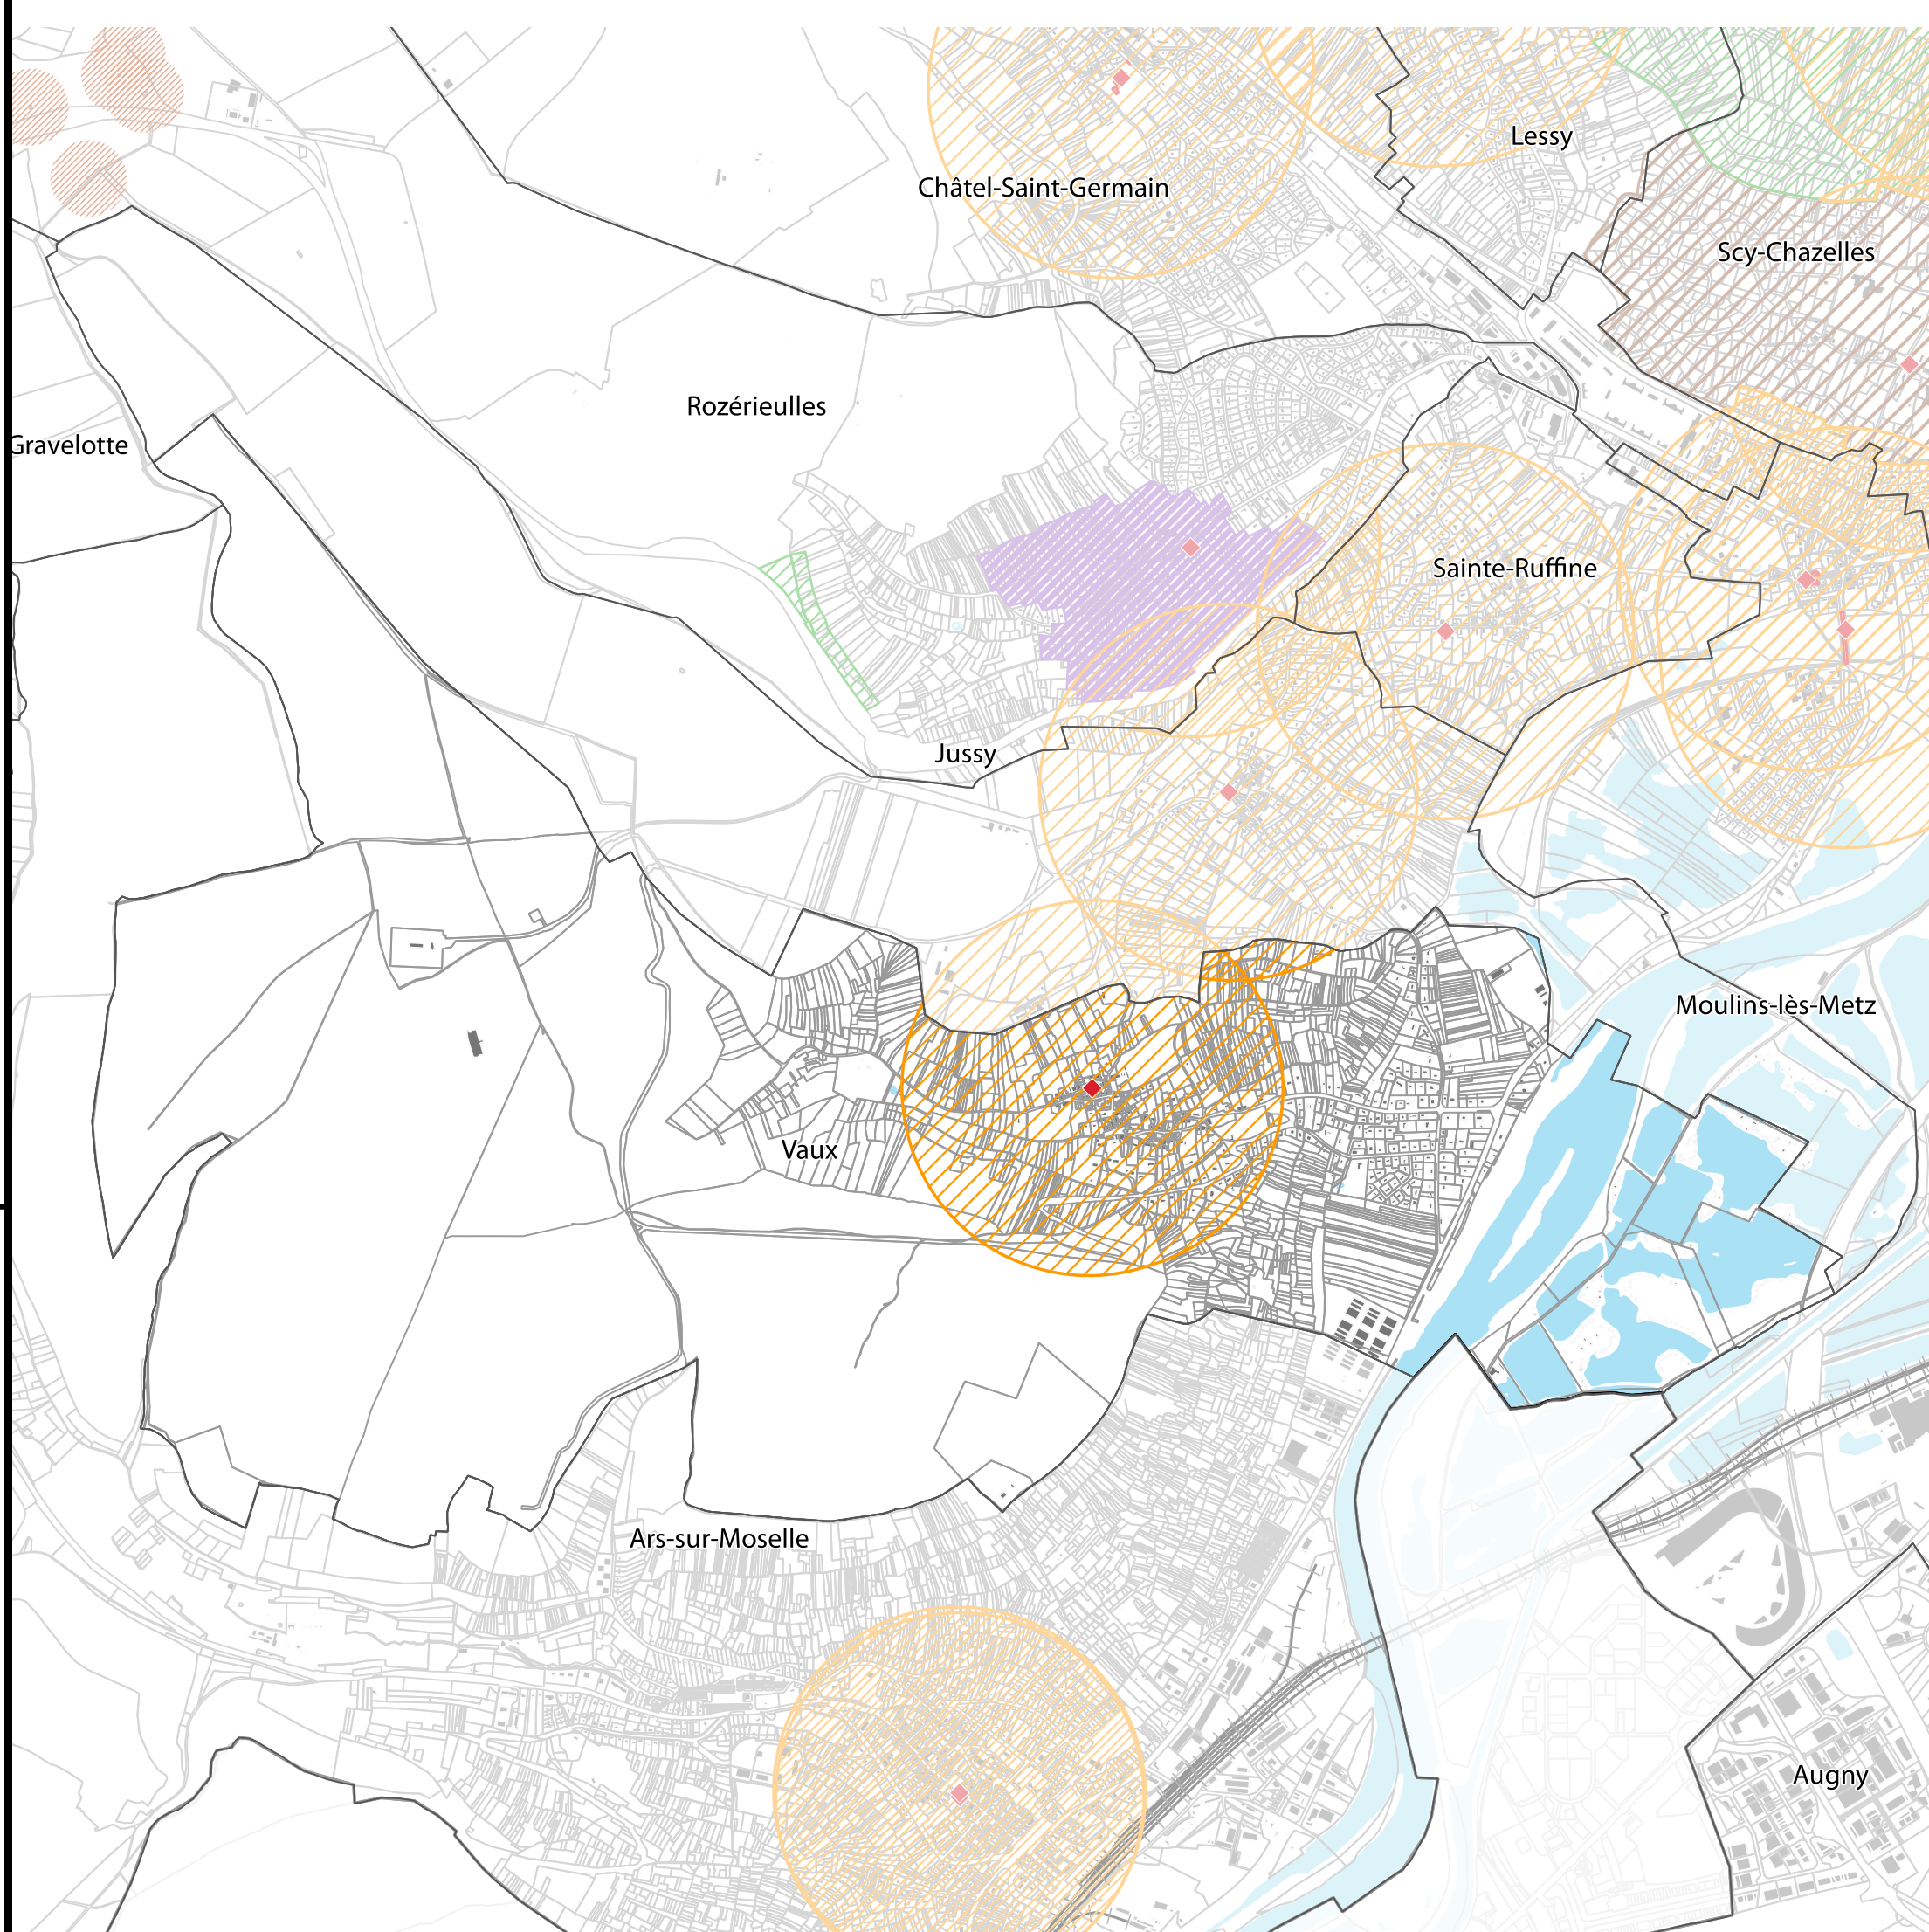 Lessy
Châtel-Saint-Germain
Scy-Chazelles
Rozérieulles
Gravelotte
Sainte-Ruffine
Jussy
Moulins-lès-Metz
Vaux
Ars-sur-Moselle
Augny